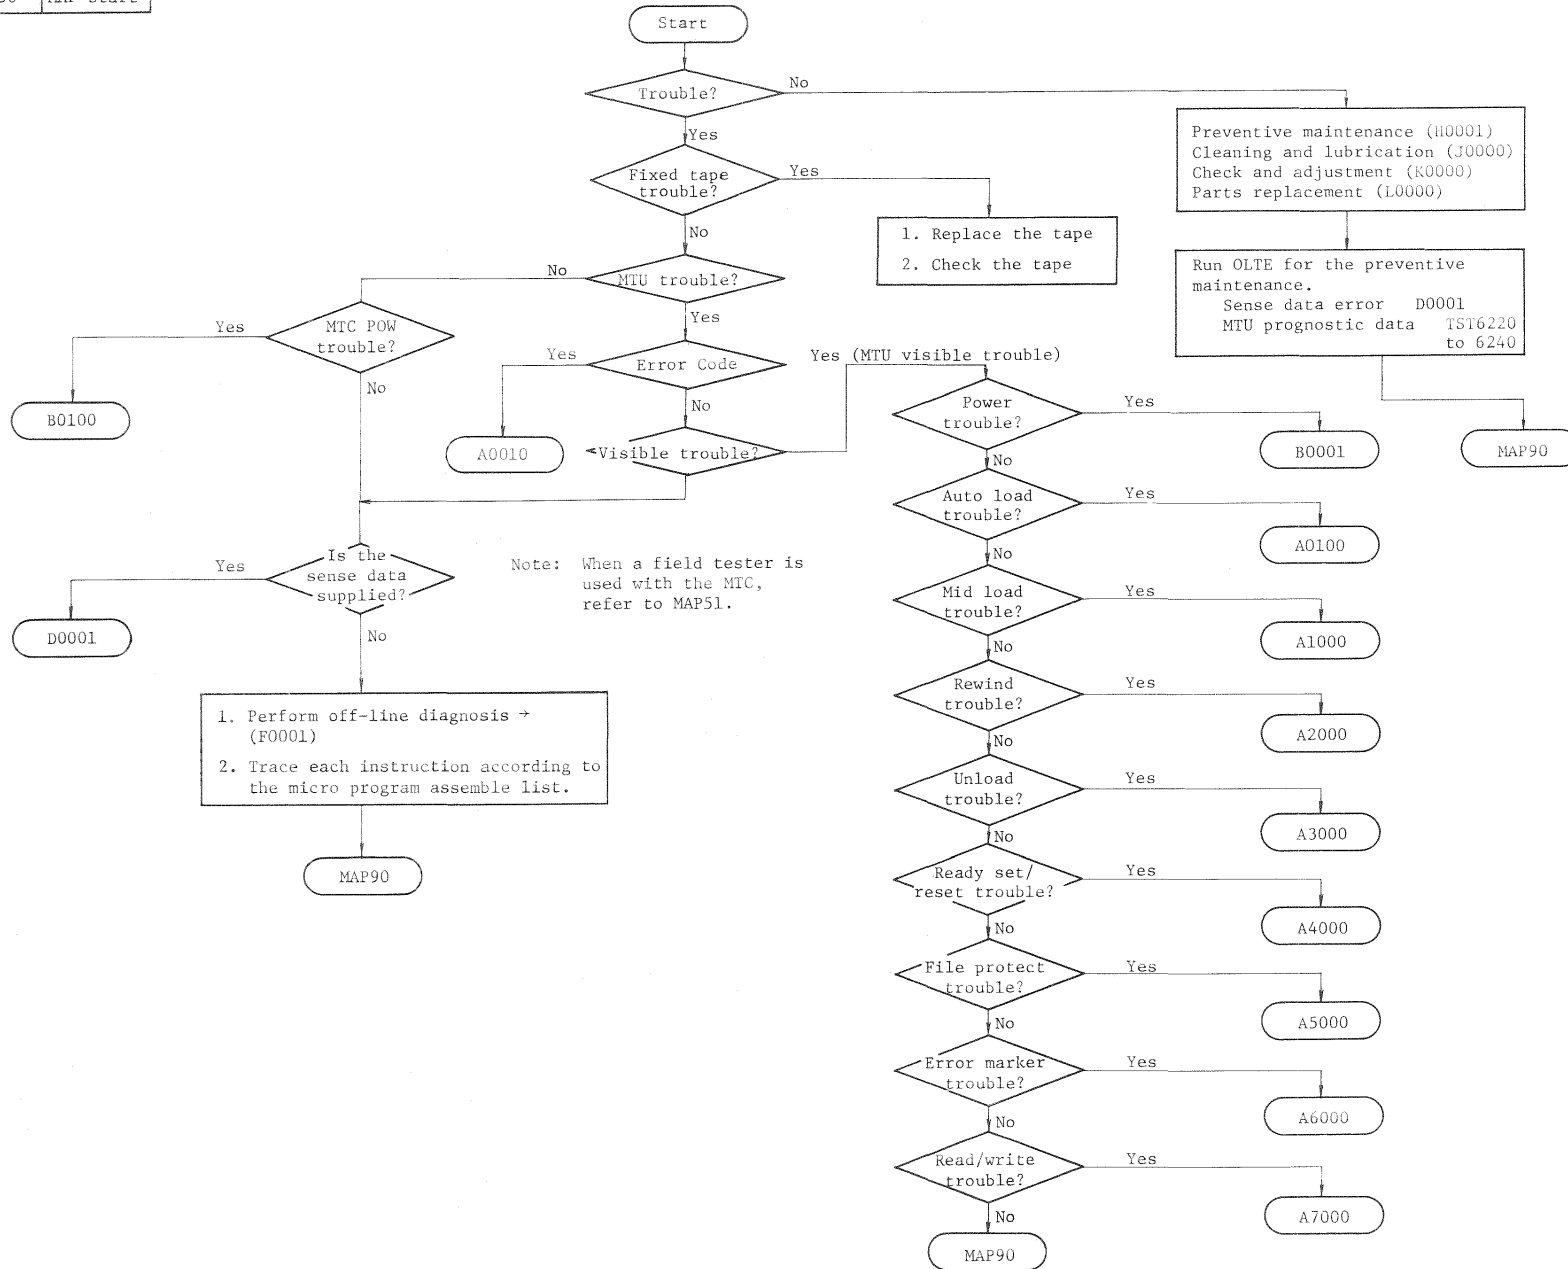 Start
Trouble?
No
Yes
Preventive maintenance (H0001)
Cleaning and lubrication (J0000)
Check and adjustment (K0000)
Parts replacement (L0000)
Fixed tape
trouble?
Yes
No
1. Replace the tape
2. Check the tape
Run OLTE for the preventive
maintenance.
Sense data error D0001
MTU prognostic data TST6220
to 6240
MAP90
MTU trouble?
No
Yes
MTC POW
trouble?
Yes
No
B0100
Error Code
Yes
No
A0010
Visible trouble?
Yes (MTU visible trouble)
Is the
sense data
supplied?
Yes
No
D0001
Note: When a field tester is
used with the MTC,
refer to MAP51.
1. Perform off-line diagnosis →
(F0001)
2. Trace each instruction according to
the micro program assemble list.
MAP90
Power
trouble?
Yes
B0001
No
Auto load
trouble?
Yes
A0100
No
Mid load
trouble?
Yes
A1000
No
Rewind
trouble?
Yes
A2000
No
Unload
trouble?
Yes
A3000
No
Ready set/
reset trouble?
Yes
A4000
No
File protect
trouble?
Yes
A5000
No
Error marker
trouble?
Yes
A6000
No
Read/write
trouble?
Yes
A7000
No
MAP90